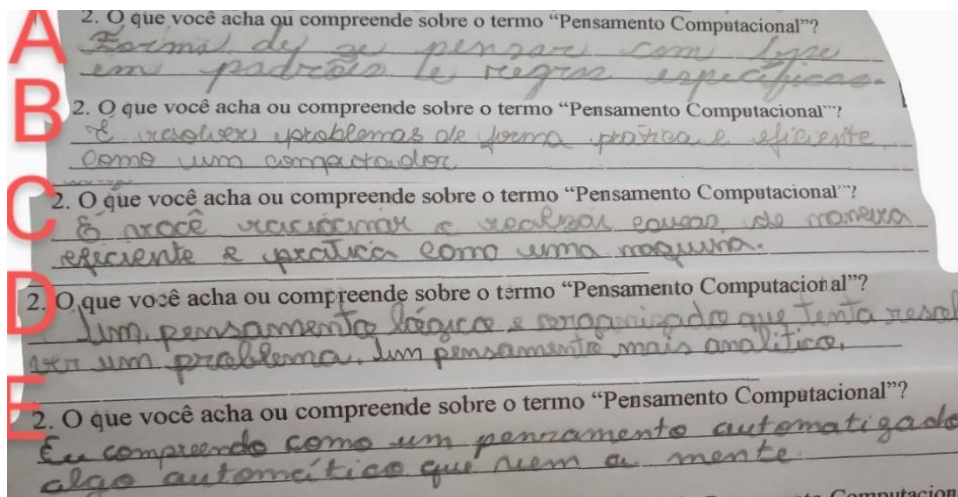 A
2. O que você acha ou compreende sobre o termo “Pensamento Computacional”?
Forma de se pensar com base
em padrões e regras específicas.
B
2. O que você acha ou compreende sobre o termo “Pensamento Computacional”?
É resolver problemas de forma prática e eficiente,
como um computador
C
2. O que você acha ou compreende sobre o termo “Pensamento Computacional”?
É você raciocinar e realizar coisas de maneira
eficiente e prática como uma maquina.
D
2. O que você acha ou compreende sobre o termo “Pensamento Computacional”?
Um pensamento lógico e organizado que tenta resol
ver um problema. Um pensamento mais analítico.
E
2. O que você acha ou compreende sobre o termo “Pensamento Computacional”?
Eu compreendo como um pensamento automatizado
algo automático que nem a mente
Computacion